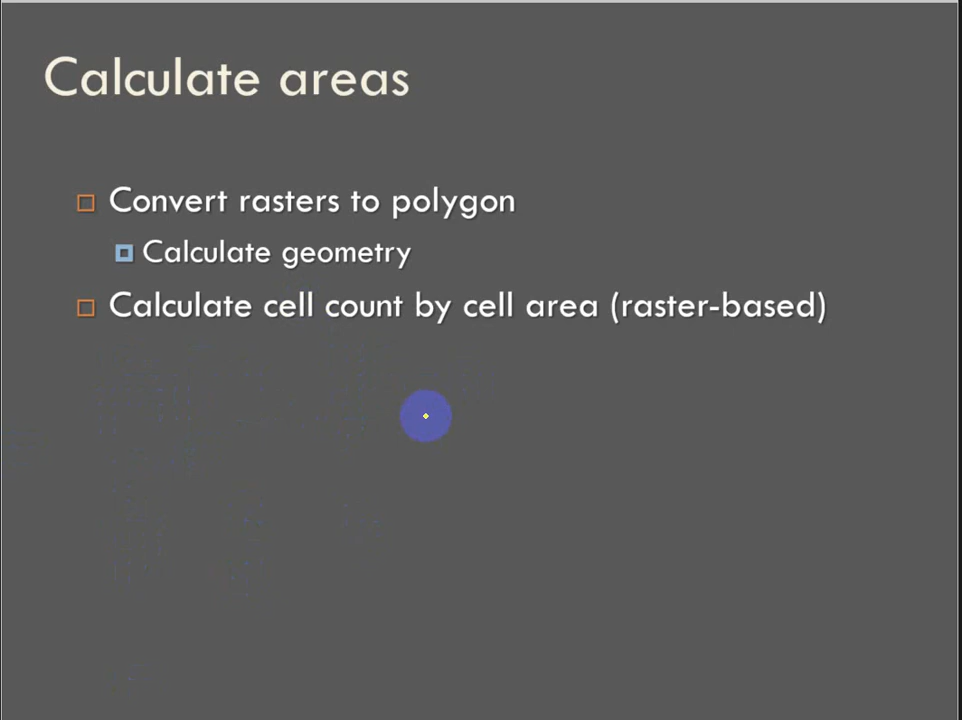 Calculate areas
Convert rasters to polygon
Calculate geometry
Calculate cell count by cell area (raster-based)